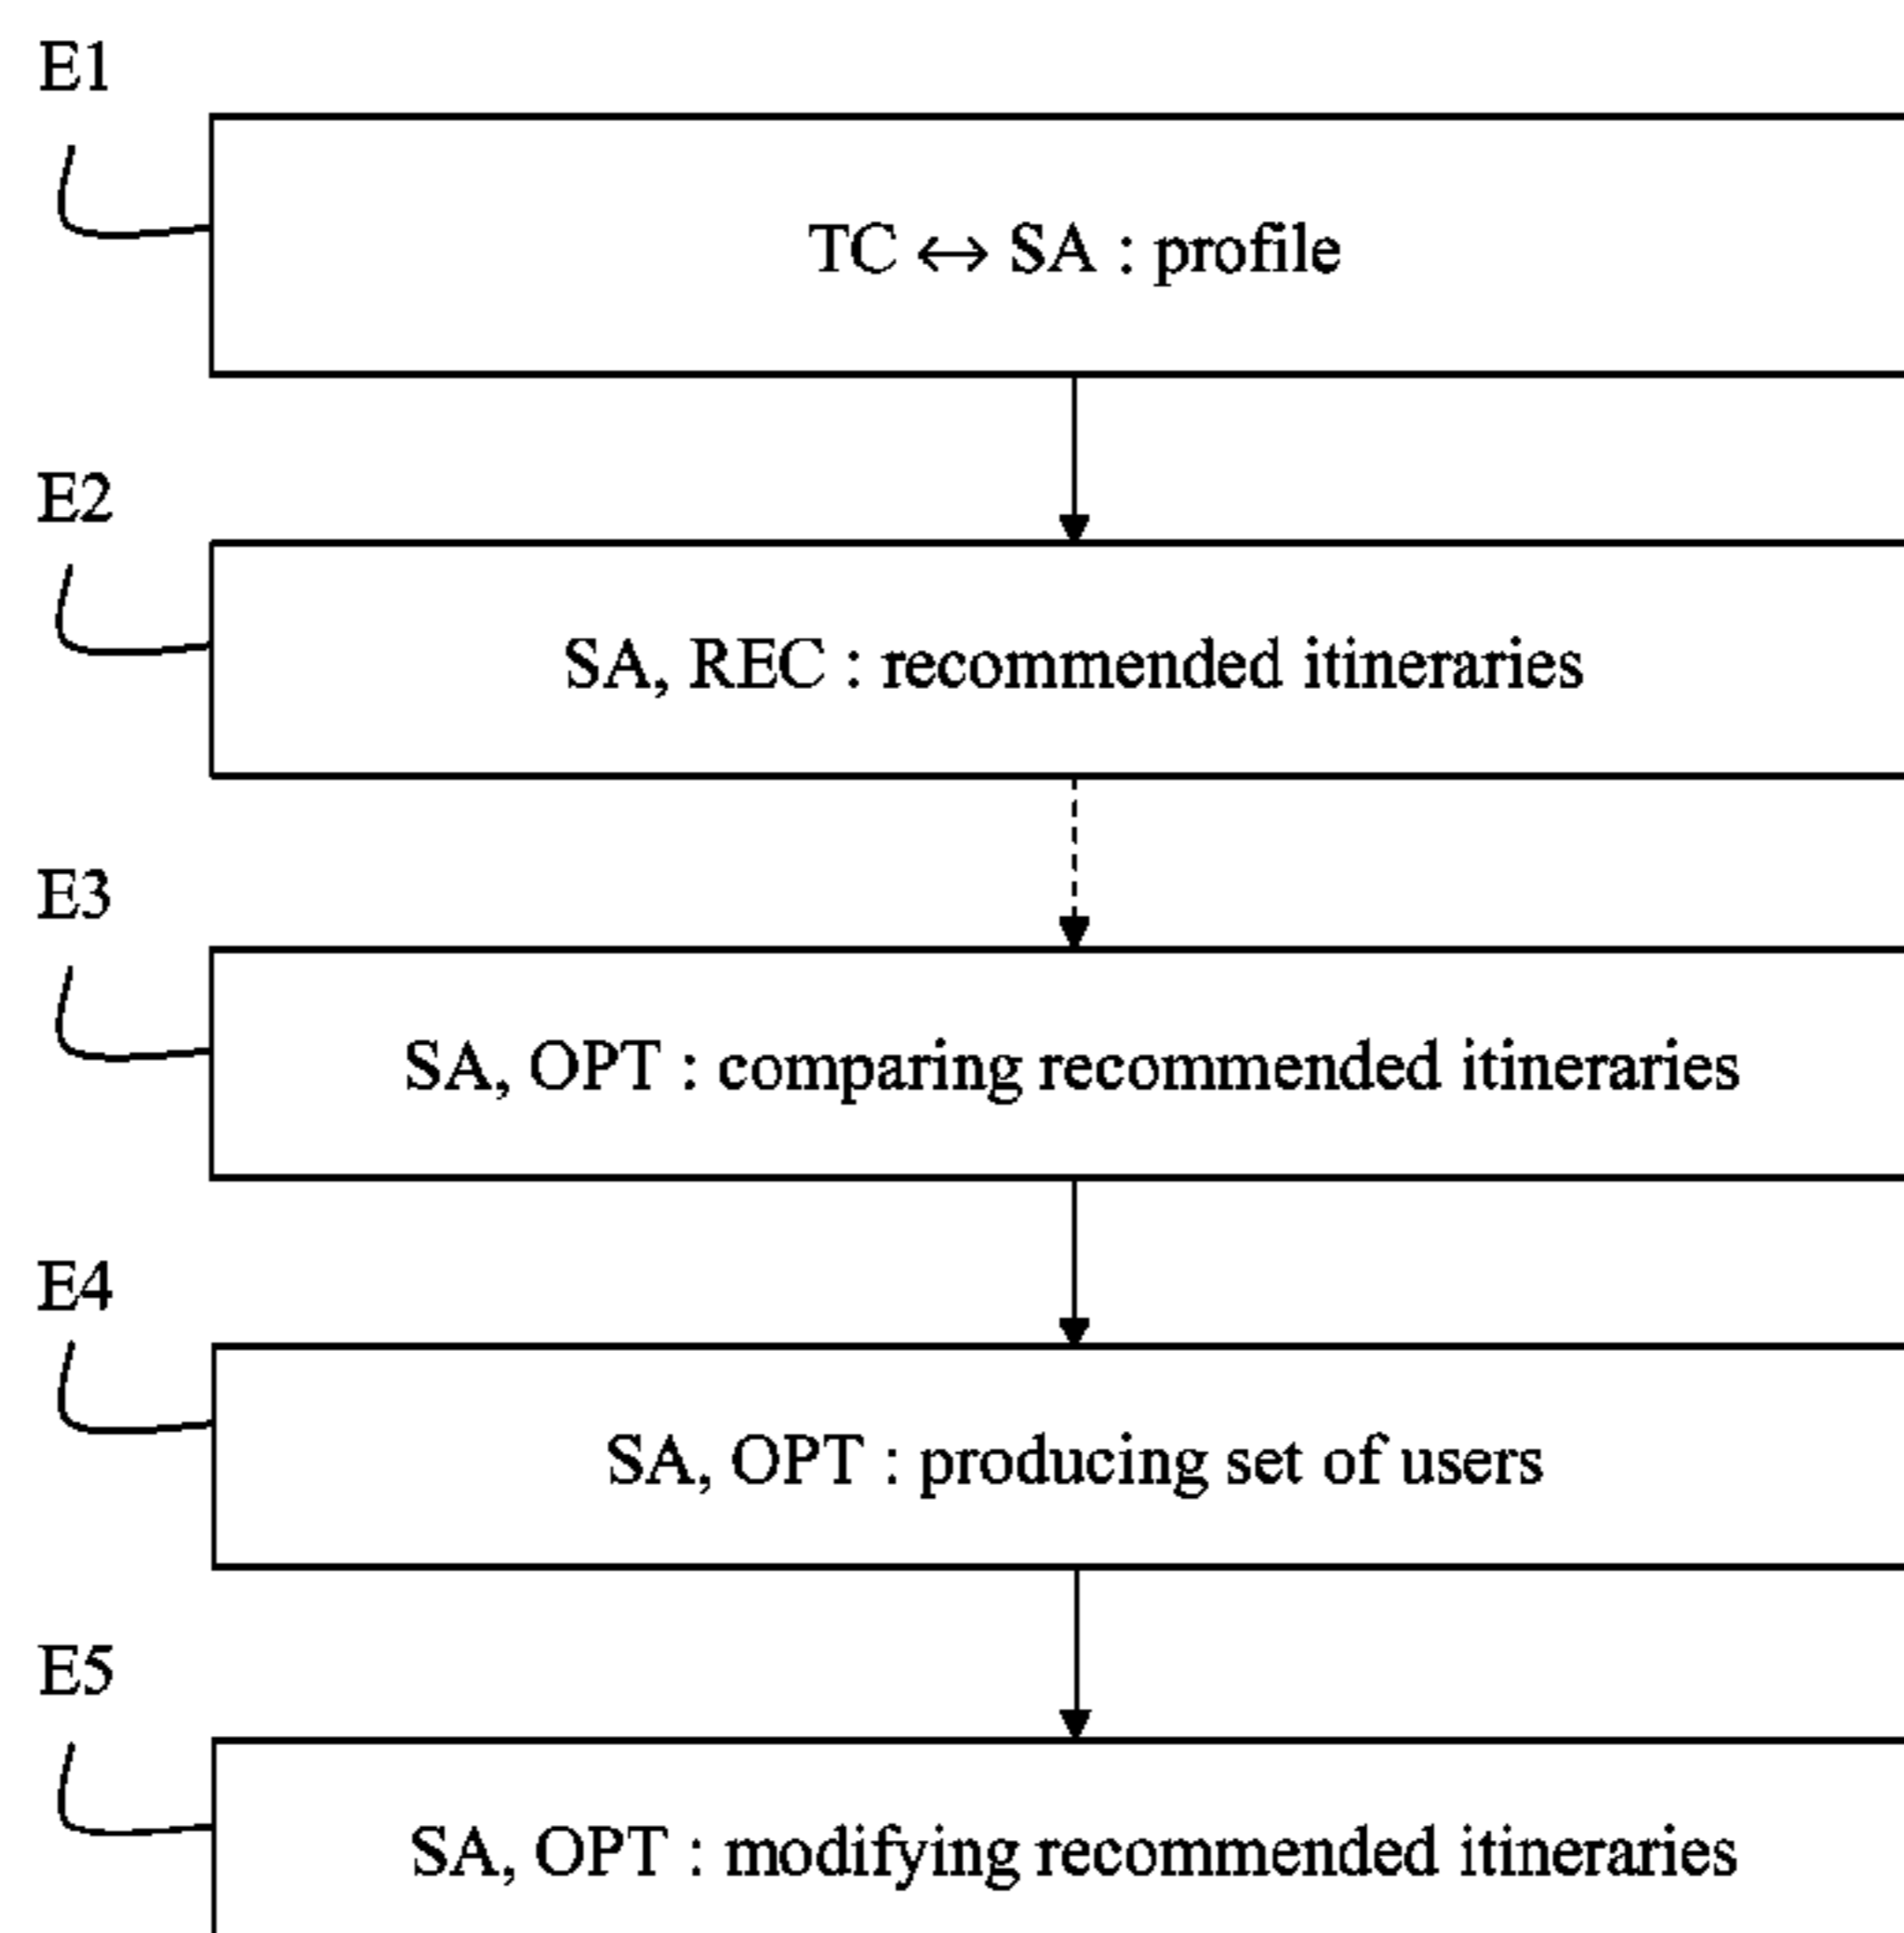 E1
TC ↔ SA : profile
E2
SA, REC : recommended itineraries
E3
SA, OPT : comparing recommended itineraries
E4
SA, OPT : producing set of users
E5
SA, OPT : modifying recommended itineraries